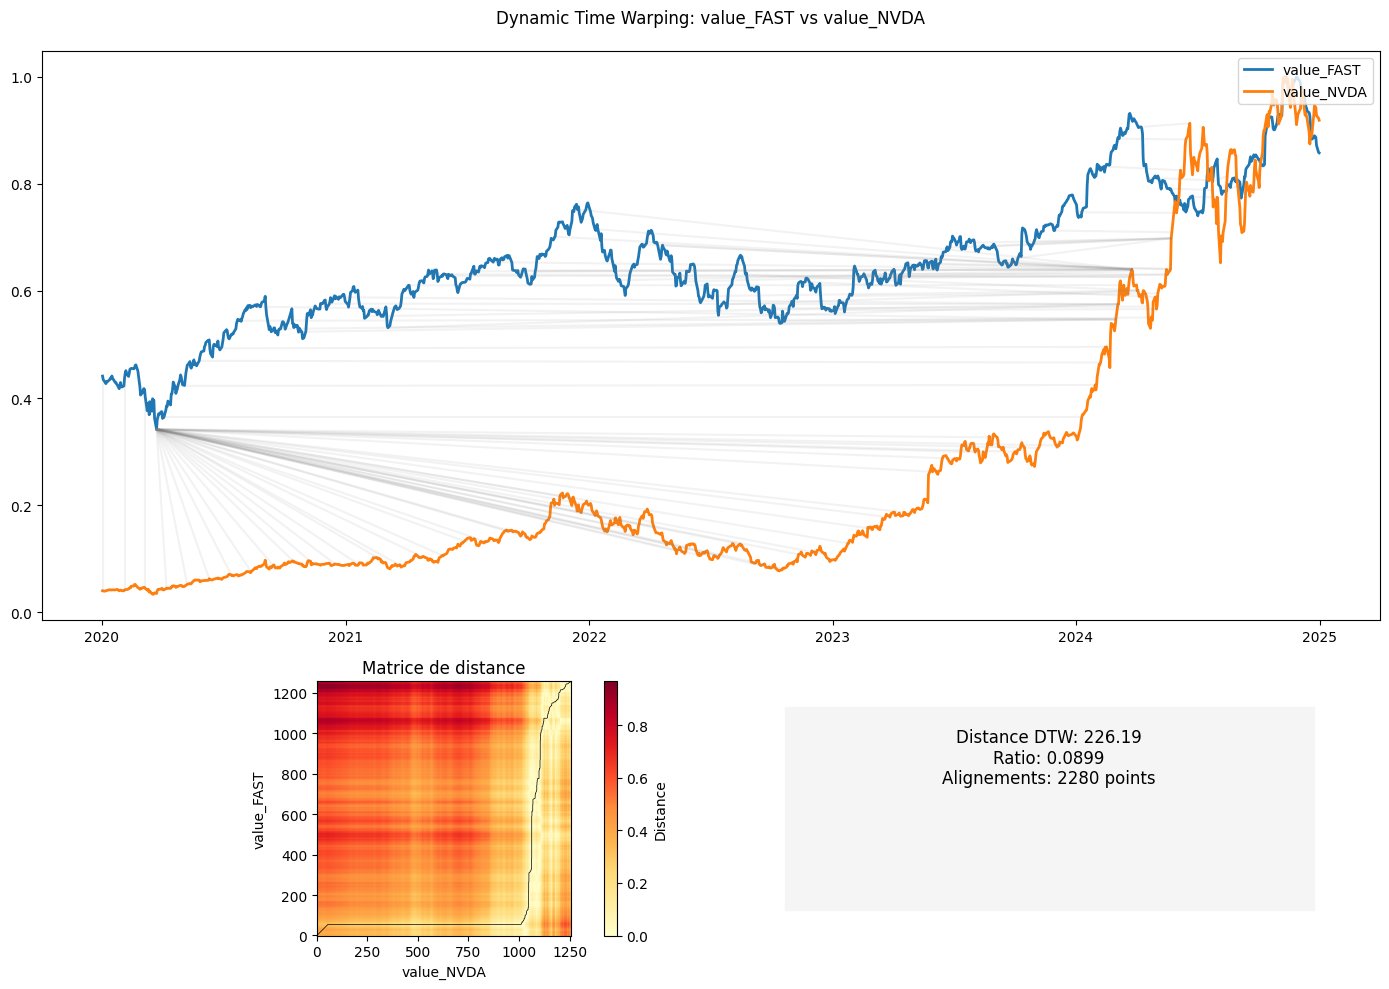 Dynamic Time Warping: value_FAST vs value_NVDA
value_FAST
value_NVDA
1.0
0.8
0.6
0.4
0.2
0.0
2020 2021 2022 2023 2024 2025
Matrice de distance
1200
1000
800
600
400
200
0
value_FAST
0 250 500 750 1000 1250
value_NVDA
0.8
0.6
0.4
0.2
0.0
Distance
Distance DTW: 226.19
Ratio: 0.0899
Alignements: 2280 points